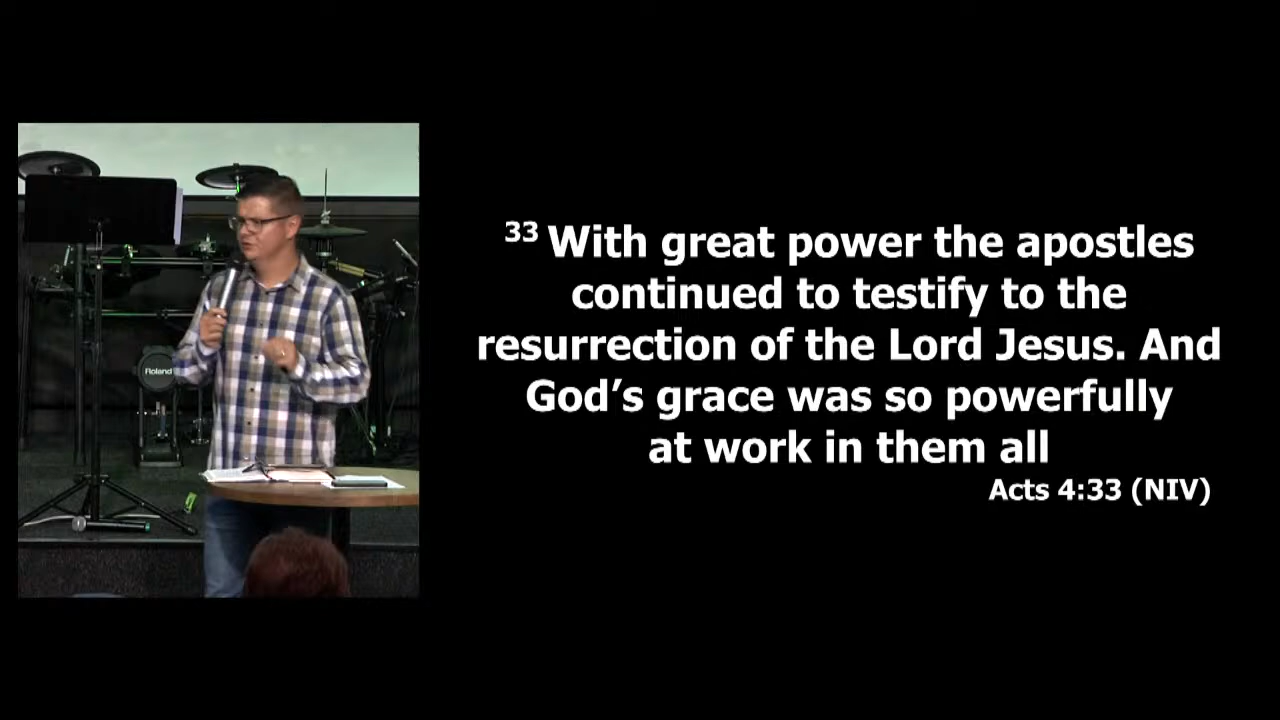 Roland
33 With great power the apostles
continued to testify to the
resurrection of the Lord Jesus. And
God’s grace was so powerfully
at work in them all
Acts 4:33 (NIV)